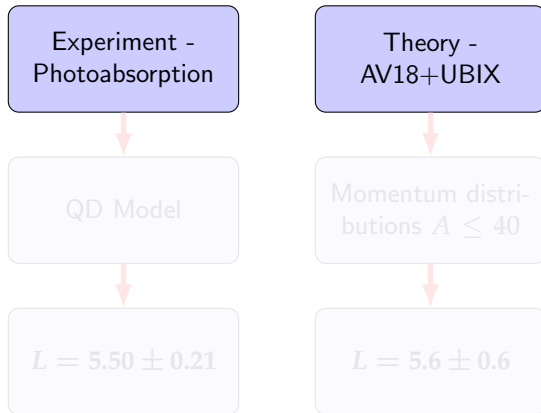 Experiment -
Photoabsorption
Theory -
AV18+UBIX
QD Model
Momentum distri-
butions A ≤ 40
L = 5.50 ± 0.21
L = 5.6 ± 0.6